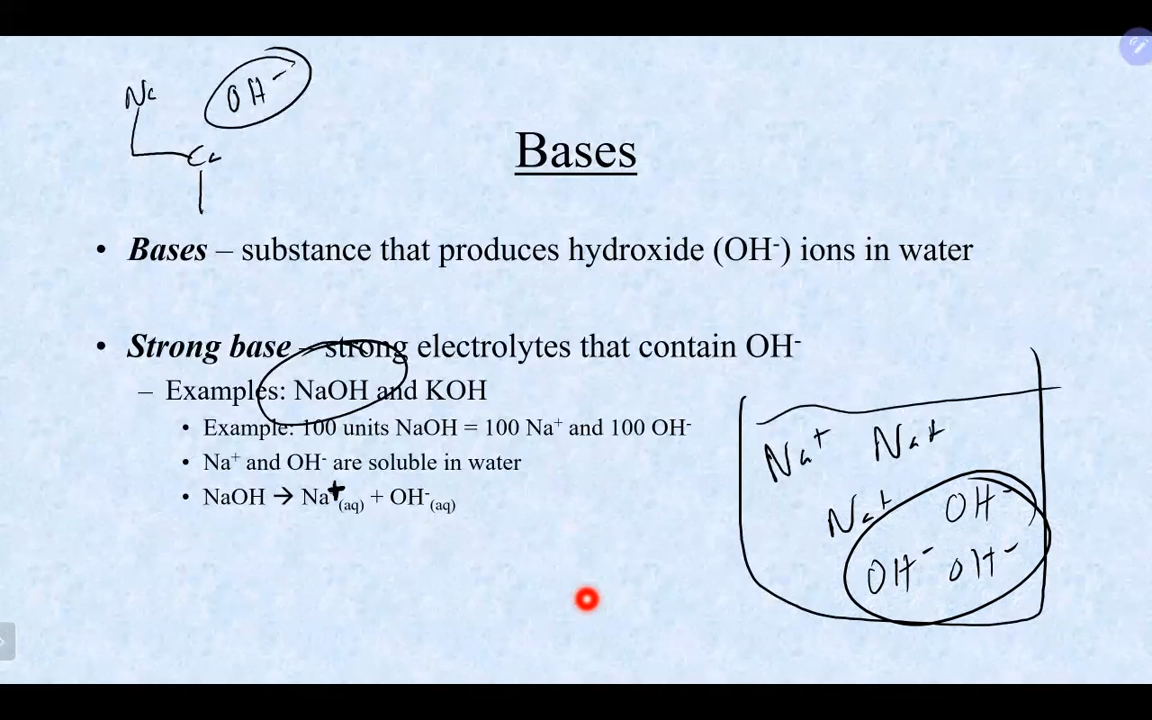 Na OH⁻
Ca
Bases
• Bases – substance that produces hydroxide (OH⁻) ions in water
• Strong base – strong electrolytes that contain OH⁻
– Examples: NaOH and KOH
• Example: 100 units NaOH = 100 Na⁺ and 100 OH⁻
• Na⁺ and OH⁻ are soluble in water
• NaOH → Na⁺(aq) + OH⁻(aq)
Na⁺ Na⁺
Na⁺ OH⁻
OH⁻ OH⁻